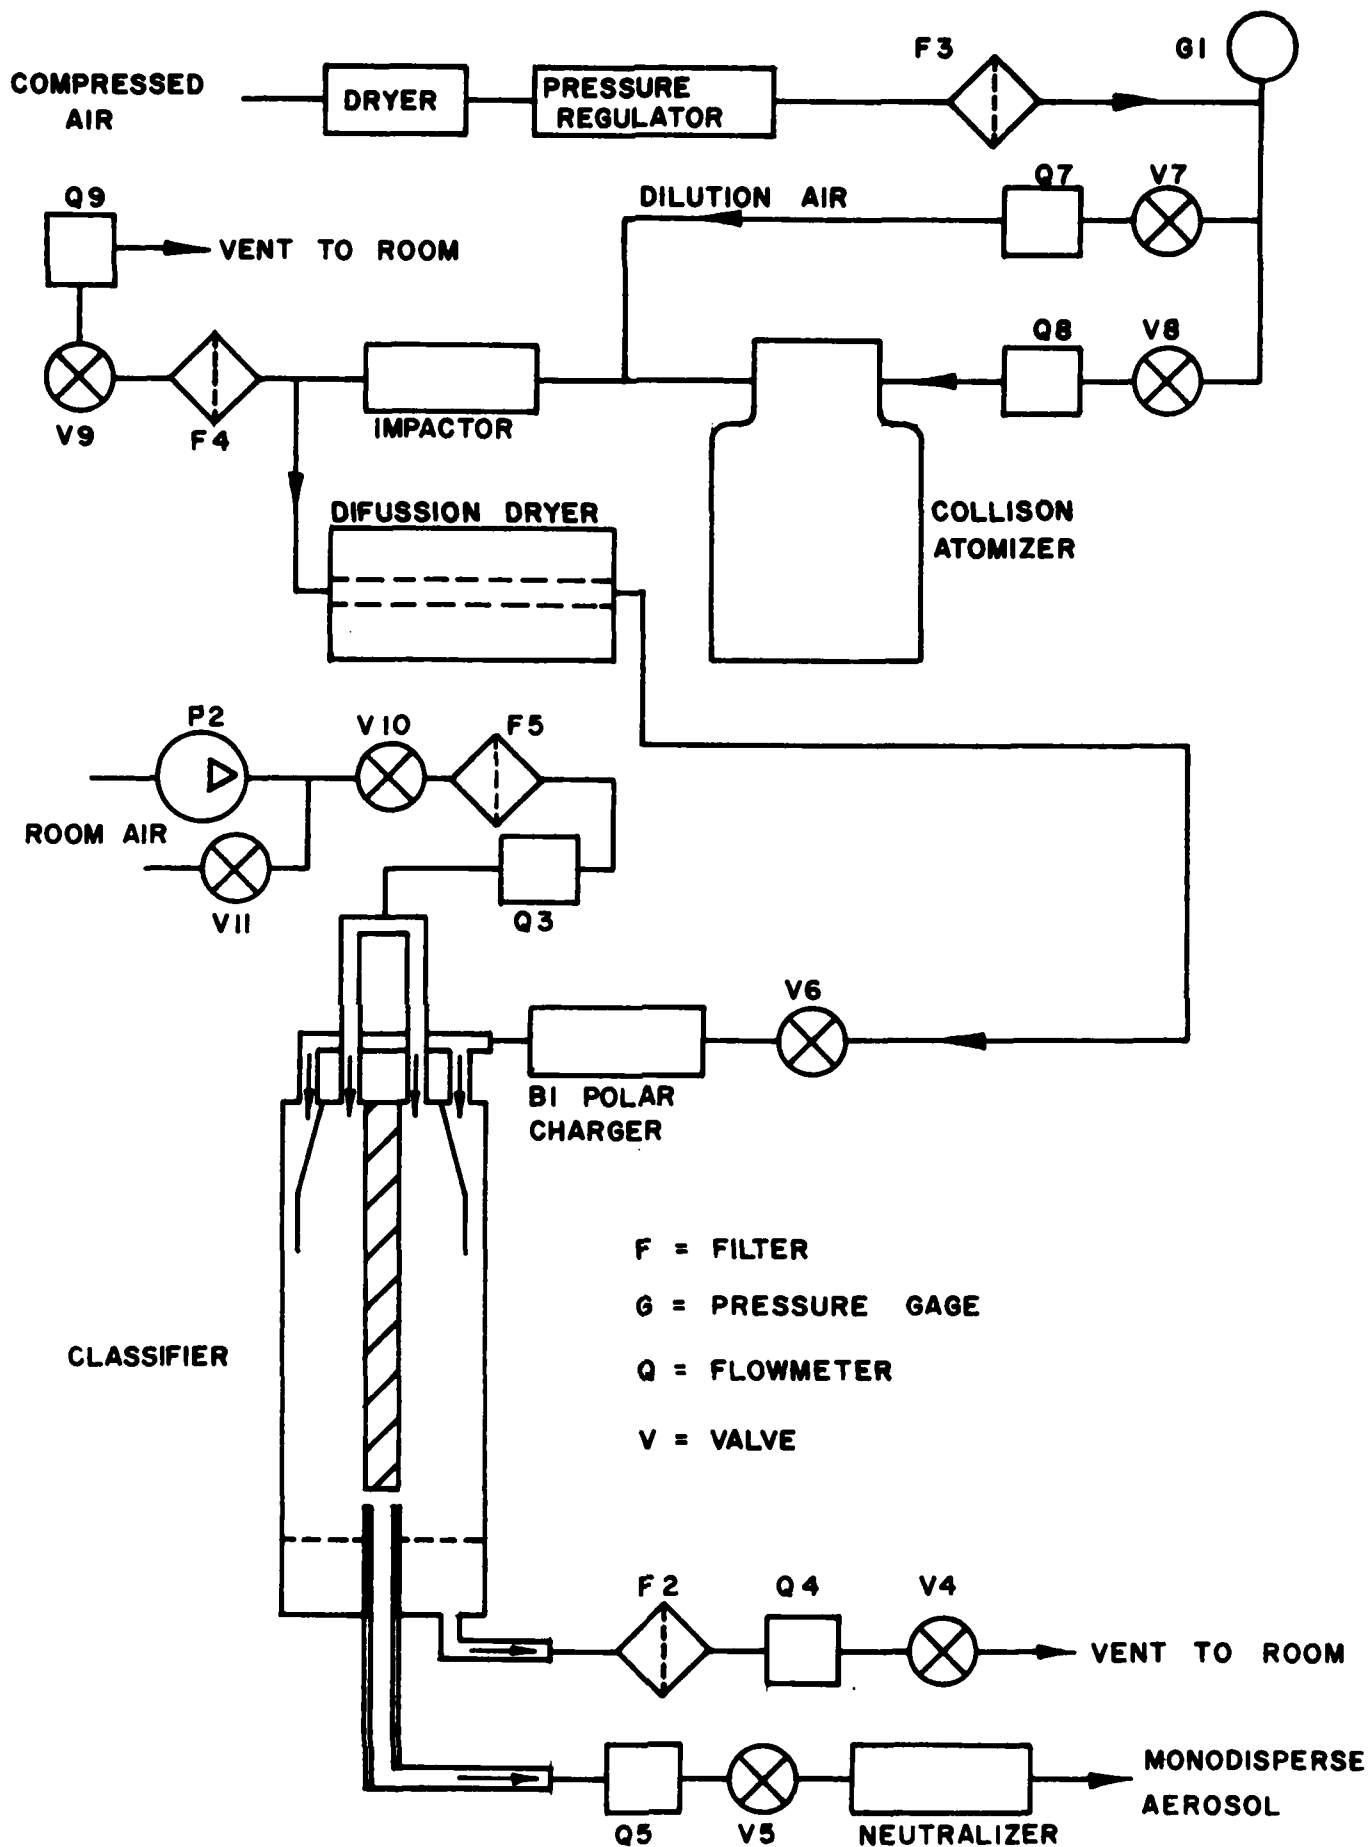 F3
G1
COMPRESSED
AIR
DRYER
PRESSURE
REGULATOR
Q9
DILUTION AIR
Q7
V7
VENT TO ROOM
Q8
V8
V9
F4
IMPACTOR
DIFUSSION DRYER
COLLISON
ATOMIZER
P2
V10
F5
ROOM AIR
V11
Q3
V6
BI POLAR
CHARGER
F = FILTER
G = PRESSURE GAGE
CLASSIFIER
Q = FLOWMETER
V = VALVE
F2
Q4
V4
VENT TO ROOM
MONODISPERSE
AEROSOL
Q5
V5
NEUTRALIZER